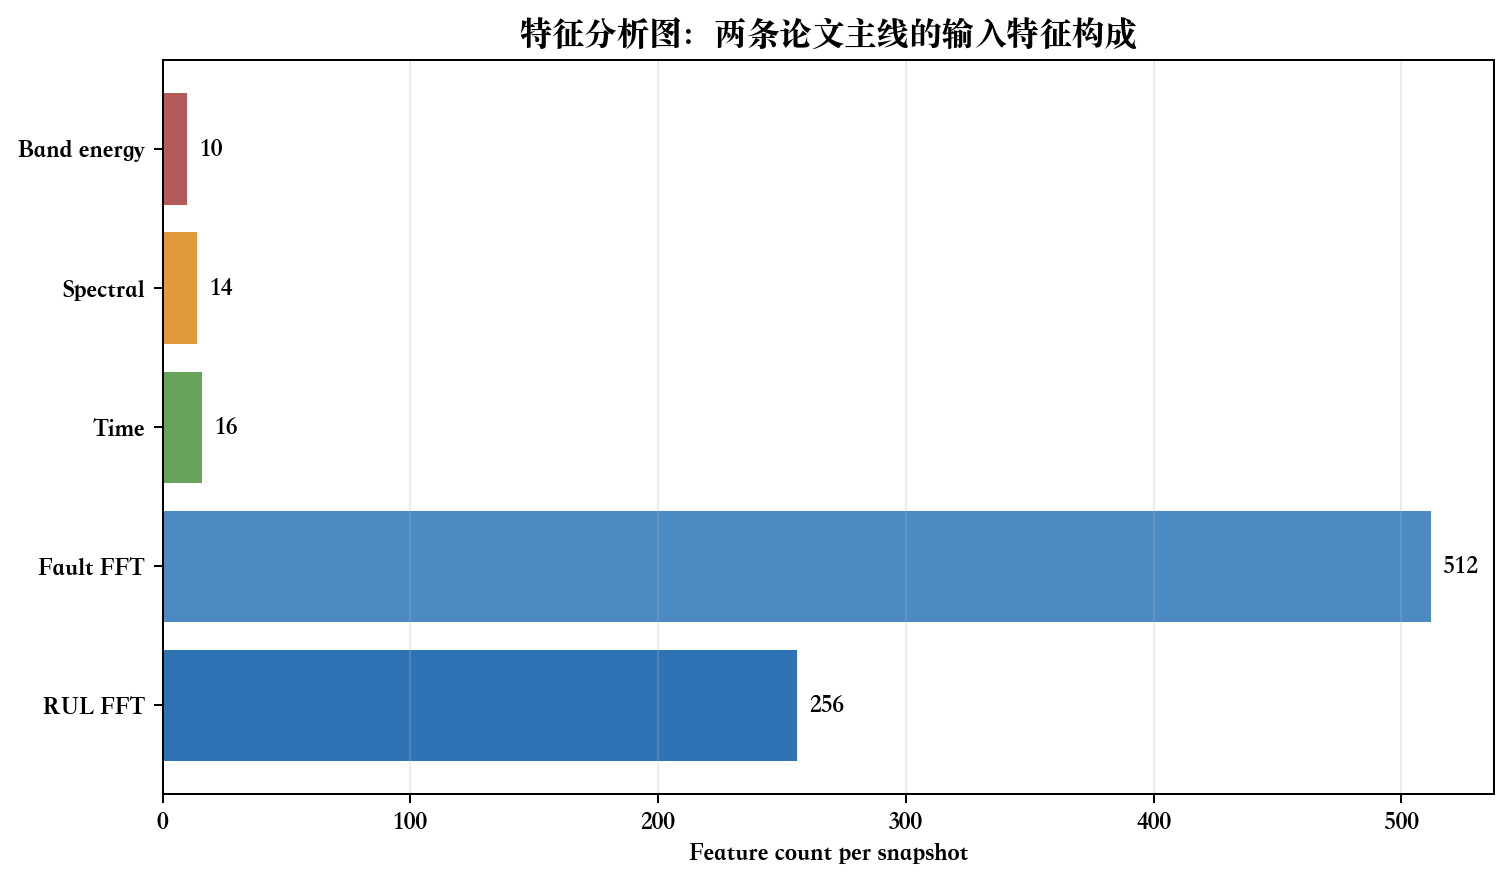 特征分析图：两条论文主线的输入特征构成
Band energy 10
Spectral 14
Time 16
Fault FFT 512
RUL FFT 256
0 100 200 300 400 500
Feature count per snapshot